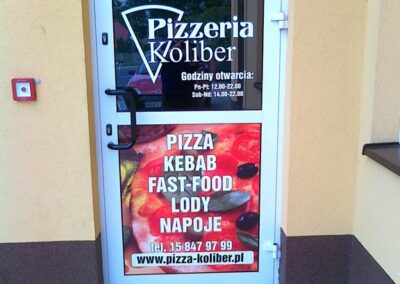 Pizzeria
Koliber
Godziny otwarcia:
Pn-Pt: 12.00-22.00
Sob-Nd: 14.00-22.00
PIZZA
KEBAB
FAST-FOOD
LODY
NAPOJE
tel. 15 847 97 99
www.pizza-koliber.pl